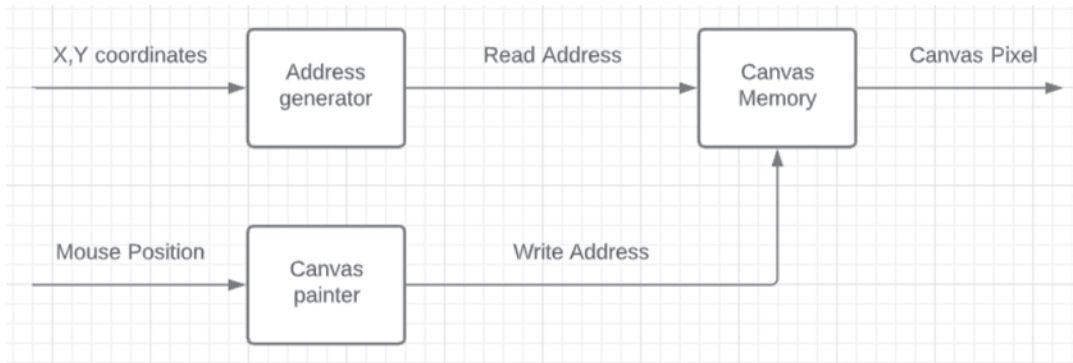 X,Y coordinates
Address
generator
Read Address
Canvas
Memory
Canvas Pixel
Mouse Position
Canvas
painter
Write Address